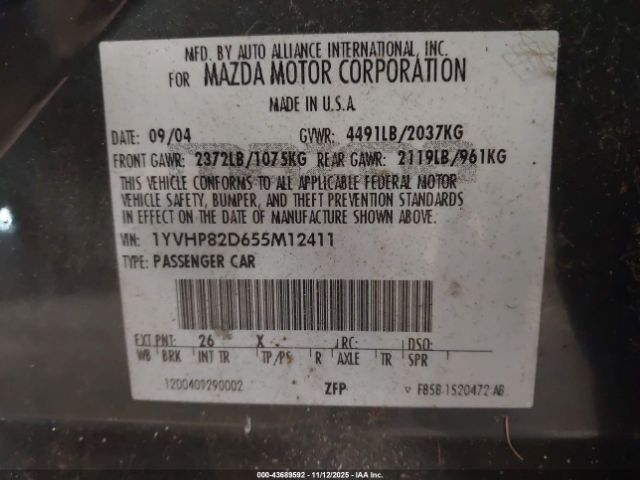 MFD. BY AUTO ALLIANCE INTERNATIONAL, INC.
FOR MAZDA MOTOR CORPORATION
MADE IN U.S.A.
DATE: 09/04 GVWR: 4491LB/2037KG
FRONT GAWR: 2372LB/1075KG REAR GAWR: 2119LB/961KG
THIS VEHICLE CONFORMS TO ALL APPLICABLE FEDERAL MOTOR
VEHICLE SAFETY, BUMPER, AND THEFT PREVENTION STANDARDS
IN EFFECT ON THE DATE OF MANUFACTURE SHOWN ABOVE.
VIN: 1YVHP82D655M12411
TYPE: PASSENGER CAR
EXT PNT: 26 X RC: DSO:
WB BRK INT TR TP/PS R AXLE TR SPR
1200409290002 ZFP F85B-1520472-AB
000-43689592 - 11/12/2025 - IAA Inc.